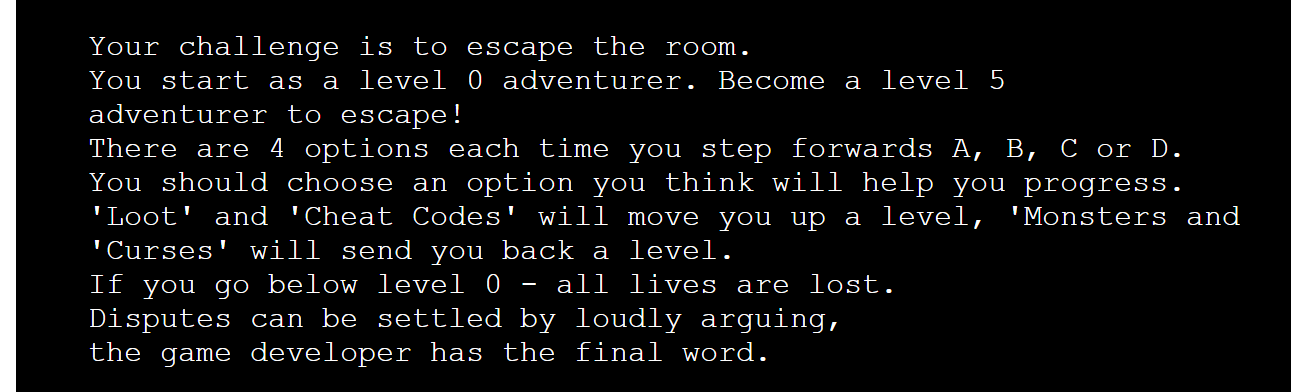 Your challenge is to escape the room.
You start as a level 0 adventurer. Become a level 5
adventurer to escape!
There are 4 options each time you step forwards A, B, C or D.
You should choose an option you think will help you progress.
'Loot' and 'Cheat Codes' will move you up a level, 'Monsters and
'Curses' will send you back a level.
If you go below level 0 – all lives are lost.
Disputes can be settled by loudly arguing,
the game developer has the final word.